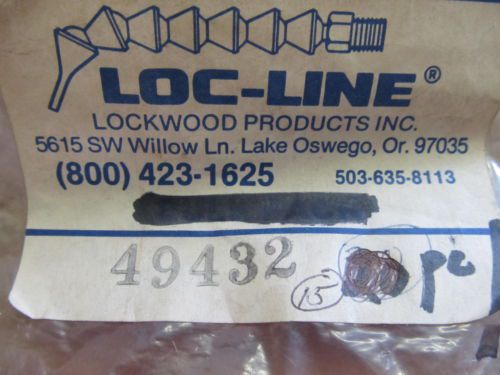 LOC-LINE®
LOCKWOOD PRODUCTS INC.
5615 SW Willow Ln. Lake Oswego, Or. 97035
(800) 423-1625 503-635-8113
49432 15 pc